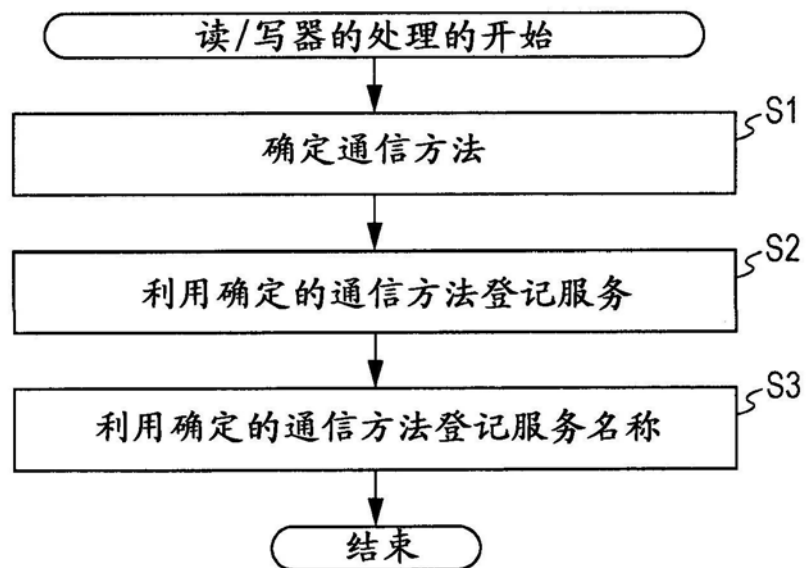 读/写器的处理的开始
S1
确定通信方法
S2
利用确定的通信方法登记服务
S3
利用确定的通信方法登记服务名称
结束